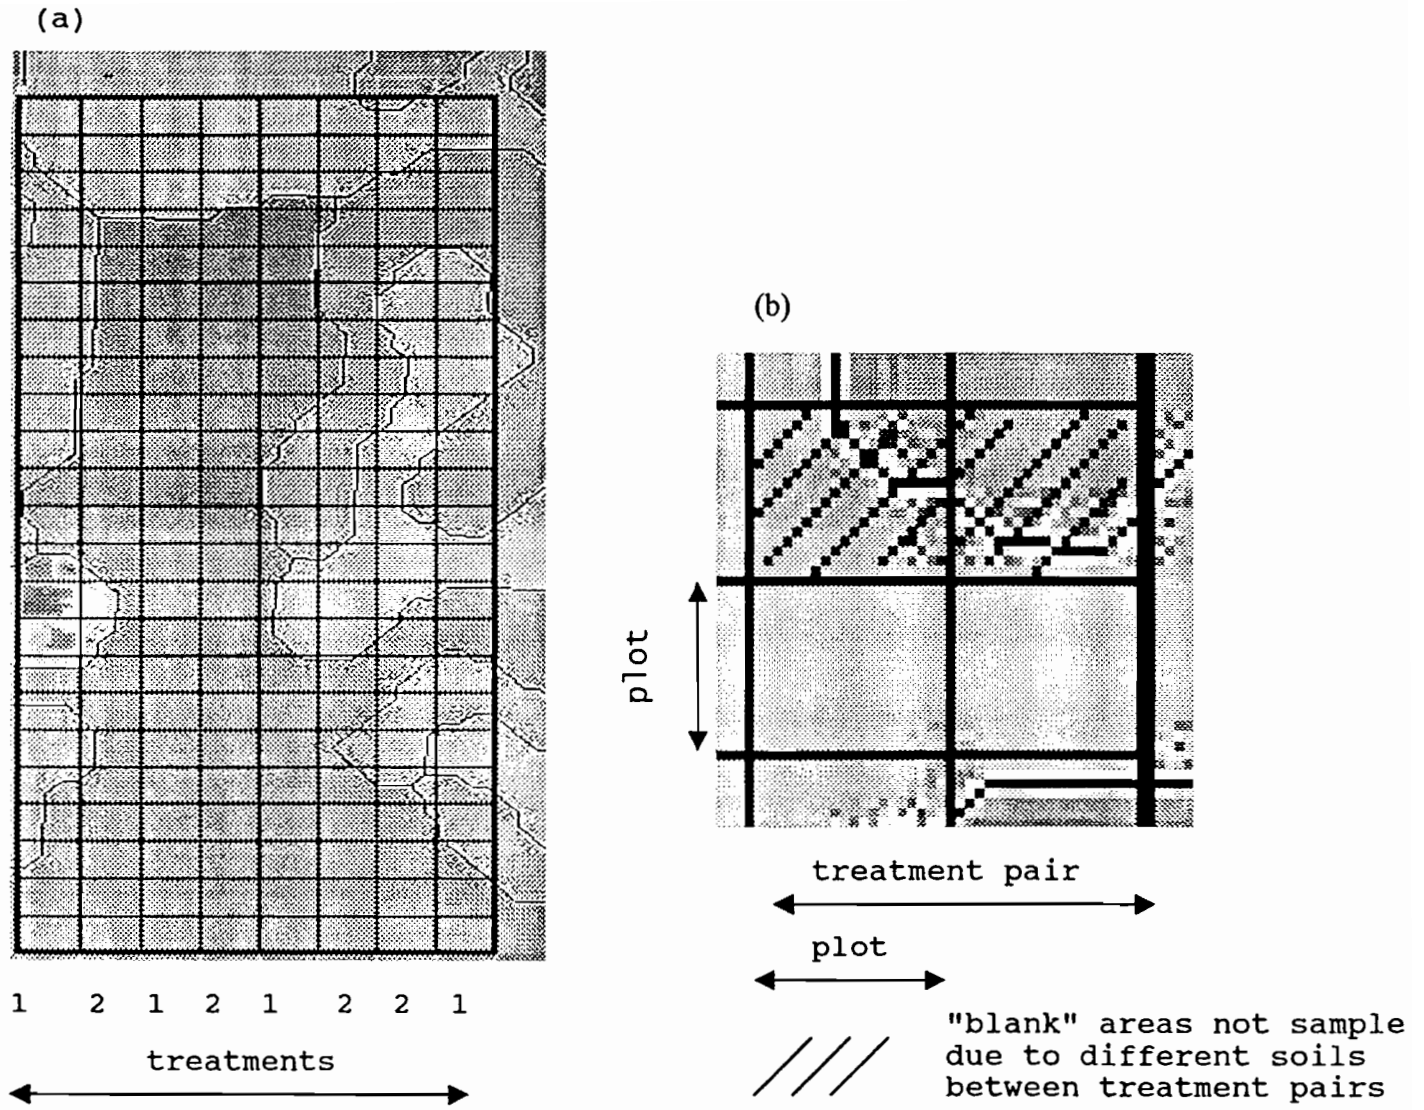 (a)
(b)
plot
treatment pair
plot
1 2 1 2 1 2 2 1
treatments
"blank" areas not sample
due to different soils
between treatment pairs